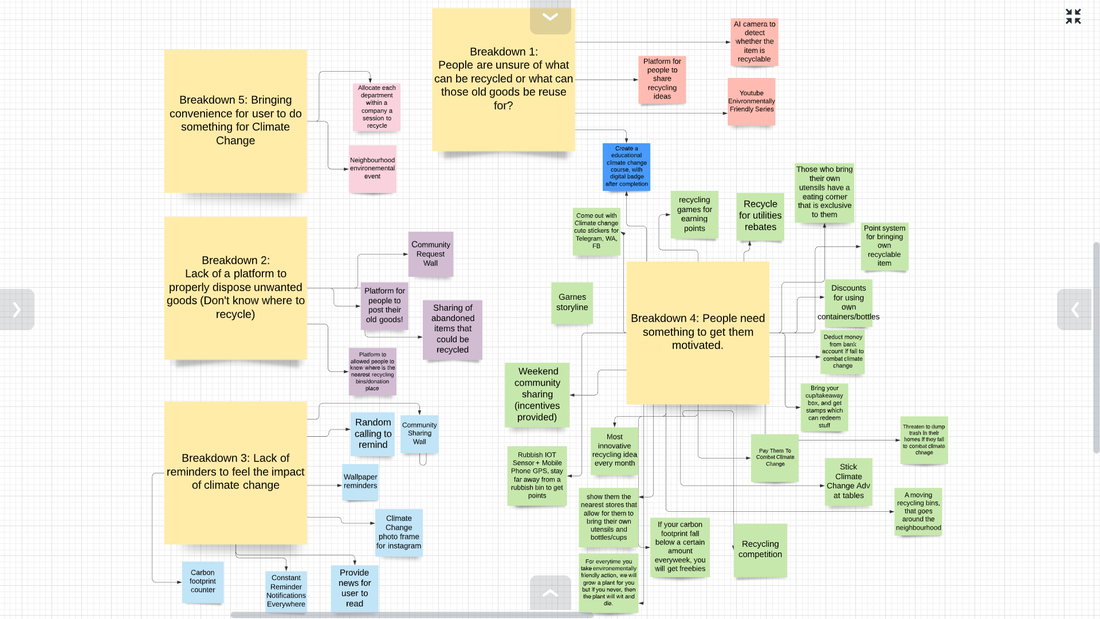 Breakdown 5: Bringing
convenience for user to do
something for Climate
Change
Allocate each
department
within a
company a
session to
recycle
Neighbourhood
environemental
event
Breakdown 1:
People are unsure of what
can be recycled or what can
those old goods be reuse
for?
AI camera to
detect
whether the
item is
recyclable
Platform for
people to
share
recycling
ideas
Youtube
Environmentally
Friendly Series
Create a
educational
climate change
course, with
digital badge
after completion
Breakdown 2:
Lack of a platform to
properly dispose unwanted
goods (Don't know where to
recycle)
Community
Request
Wall
Platform for
people to
post their
old goods!
Sharing of
abandoned
items that
could be
recycled
Platform to
allowed people to
know where is the
nearest recycling
bins/donation
place
Breakdown 3: Lack of
reminders to feel the impact
of climate change
Random
calling to
remind
Community
Sharing
Wall
Wallpaper
reminders
Climate
Change
photo frame
for instagram
Carbon
footprint
counter
Constant
Reminder
Notifications
Everywhere
Provide
news for
user to
read
Breakdown 4: People need
something to get them
motivated.
Come out with
Climate change
cute stickers for
Telegram, WA,
FB
recycling
games for
earning
points
Recycle
for utilities
rebates
Those who
bring their
own
utensils have a
eating corner
that is exclusive
to them
Point system
for bringing
own
recyclable
item
Games
storyline
Discounts
for using
own
containers/bottles
Deduct money
from bank
account if fail to
combat climate
change
Weekend
community
sharing
(incentives
provided)
Bring your
cup/takeaway
box, and get
stamps which
can redeem
stuff
Most
innovative
recycling idea
every month
Pay Them To
Combat Climate
Change
Threaten to dump
trash in their
homes if they fail
to combat climate
change
Rubbish IOT
Sensor + Mobile
Phone GPS, stay
far away from a
rubbish bin to get
points
Stick
Climate
Change Adv
at tables
show them the
nearest stores that
allow for them to
bring their own
utensils and
bottles/cups
If your carbon
footprint fall
below a certain
amount
everyweek, you
will get freebies
Recycling
competition
A moving
recycling bins,
that goes
around the
neighbourhood
For everytime you
take environementally
friendly action, we will
grow a plant for you
but if you never, then
the plant will wit and
die.